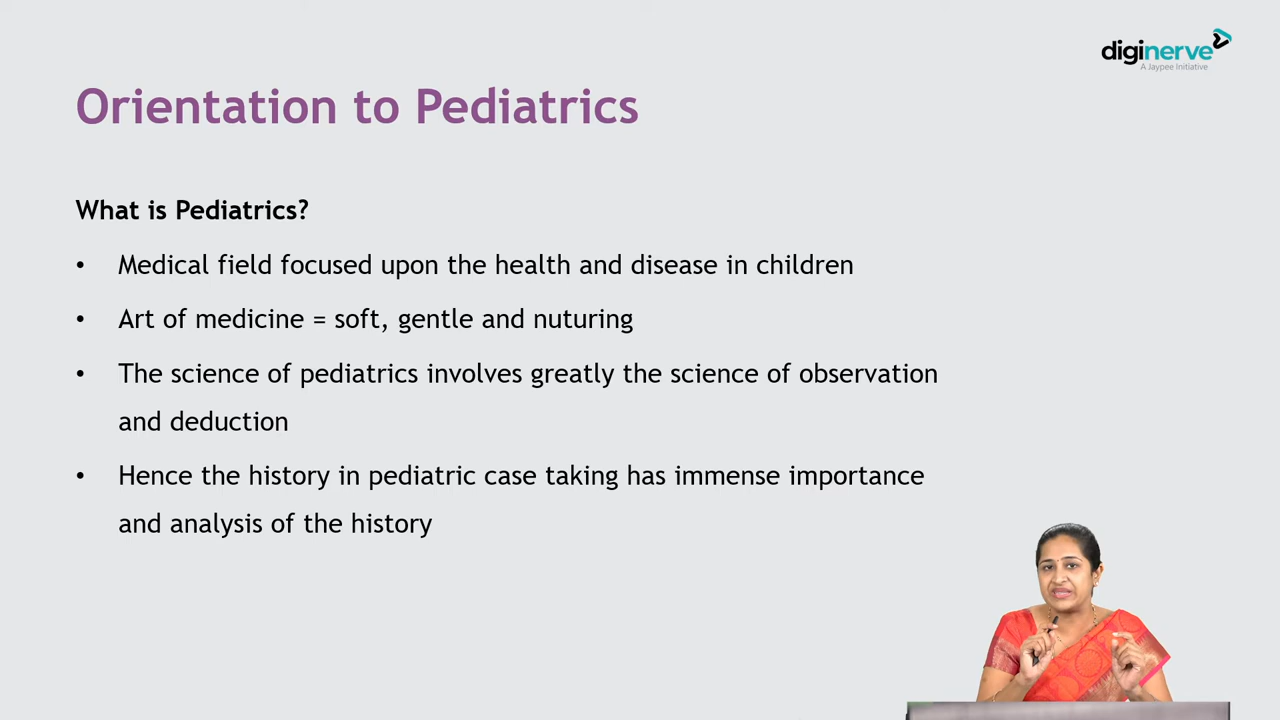 diginerve
A Jaypee Initiative
Orientation to Pediatrics
What is Pediatrics?
• Medical field focused upon the health and disease in children
• Art of medicine = soft, gentle and nuturing
• The science of pediatrics involves greatly the science of observation
and deduction
• Hence the history in pediatric case taking has immense importance
and analysis of the history